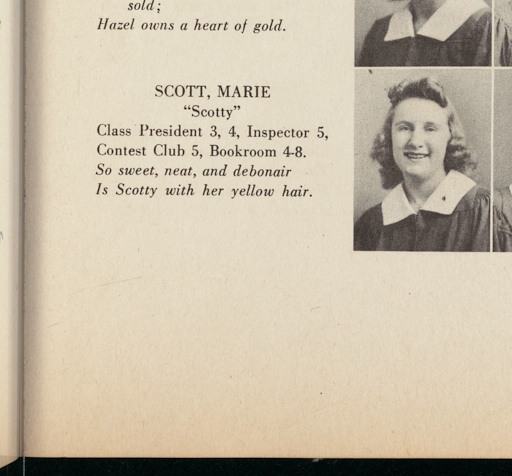 sold;
Hazel owns a heart of gold.
SCOTT, MARIE
"Scotty"
Class President 3, 4, Inspector 5,
Contest Club 5, Bookroom 4-8.
So sweet, neat, and debonair
Is Scotty with her yellow hair.